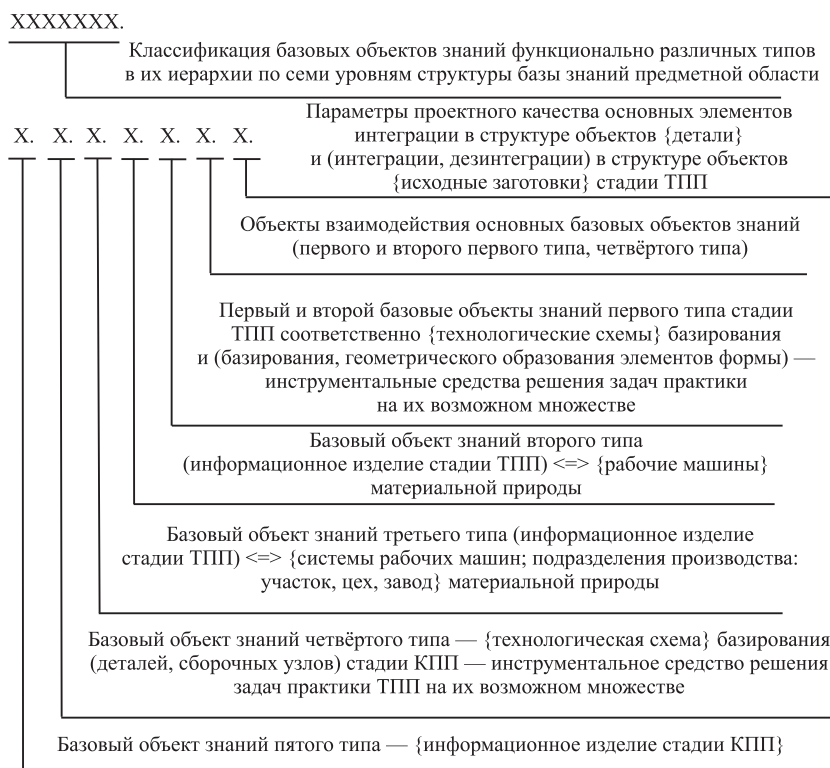 XXXXXXX.
Классификация базовых объектов знаний функционально различных типов
в их иерархии по семи уровням структуры базы знаний предметной области
Параметры проектного качества основных элементов
X. X. X. X. X. X. X. интеграции в структуре объектов {детали}
и (интеграции, дезинтеграции) в структуре объектов
{исходные заготовки} стадии ТПП
Объекты взаимодействия основных базовых объектов знаний
(первого и второго первого типа, четвёртого типа)
Первый и второй базовые объекты знаний первого типа стадии
ТПП соответственно {технологические схемы} базирования
и (базирования, геометрического образования элементов формы) —
инструментальные средства решения задач практики
на их возможном множестве
Базовый объект знаний второго типа
(информационное изделие стадии ТПП) <=> {рабочие машины}
материальной природы
Базовый объект знаний третьего типа (информационное изделие
стадии ТПП) <=> {системы рабочих машин; подразделения производства:
участок, цех, завод} материальной природы
Базовый объект знаний четвёртого типа — {технологическая схема} базирования
(деталей, сборочных узлов) стадии КПП — инструментальное средство решения
задач практики ТПП на их возможном множестве
Базовый объект знаний пятого типа — {информационное изделие стадии КПП}